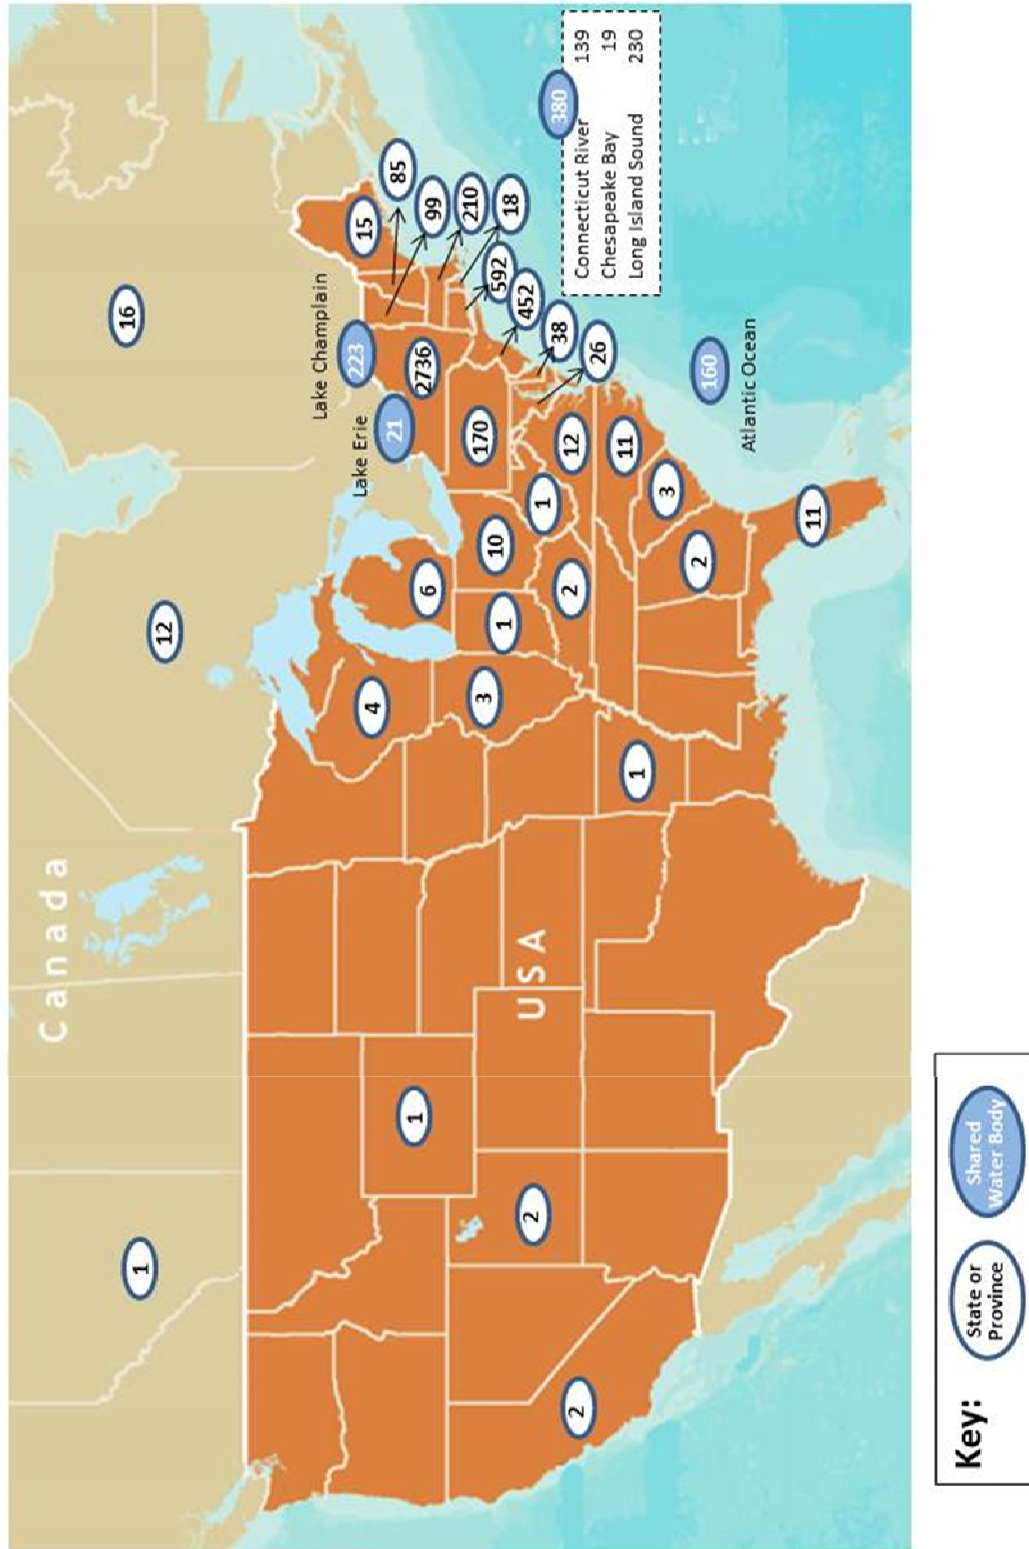 Canada
16
12
1
Lake Champlain
223
Lake Erie
21
15
85
99
210
18
592
452
38
26
2736
170
6
10
1
12
11
4
3
1
2
3
2
11
1
1
2
2
USA
380
Connecticut River 139
Chesapeake Bay 19
Long Island Sound 230
160
Atlantic Ocean
Key:
State or
Province
Shared
Water Body